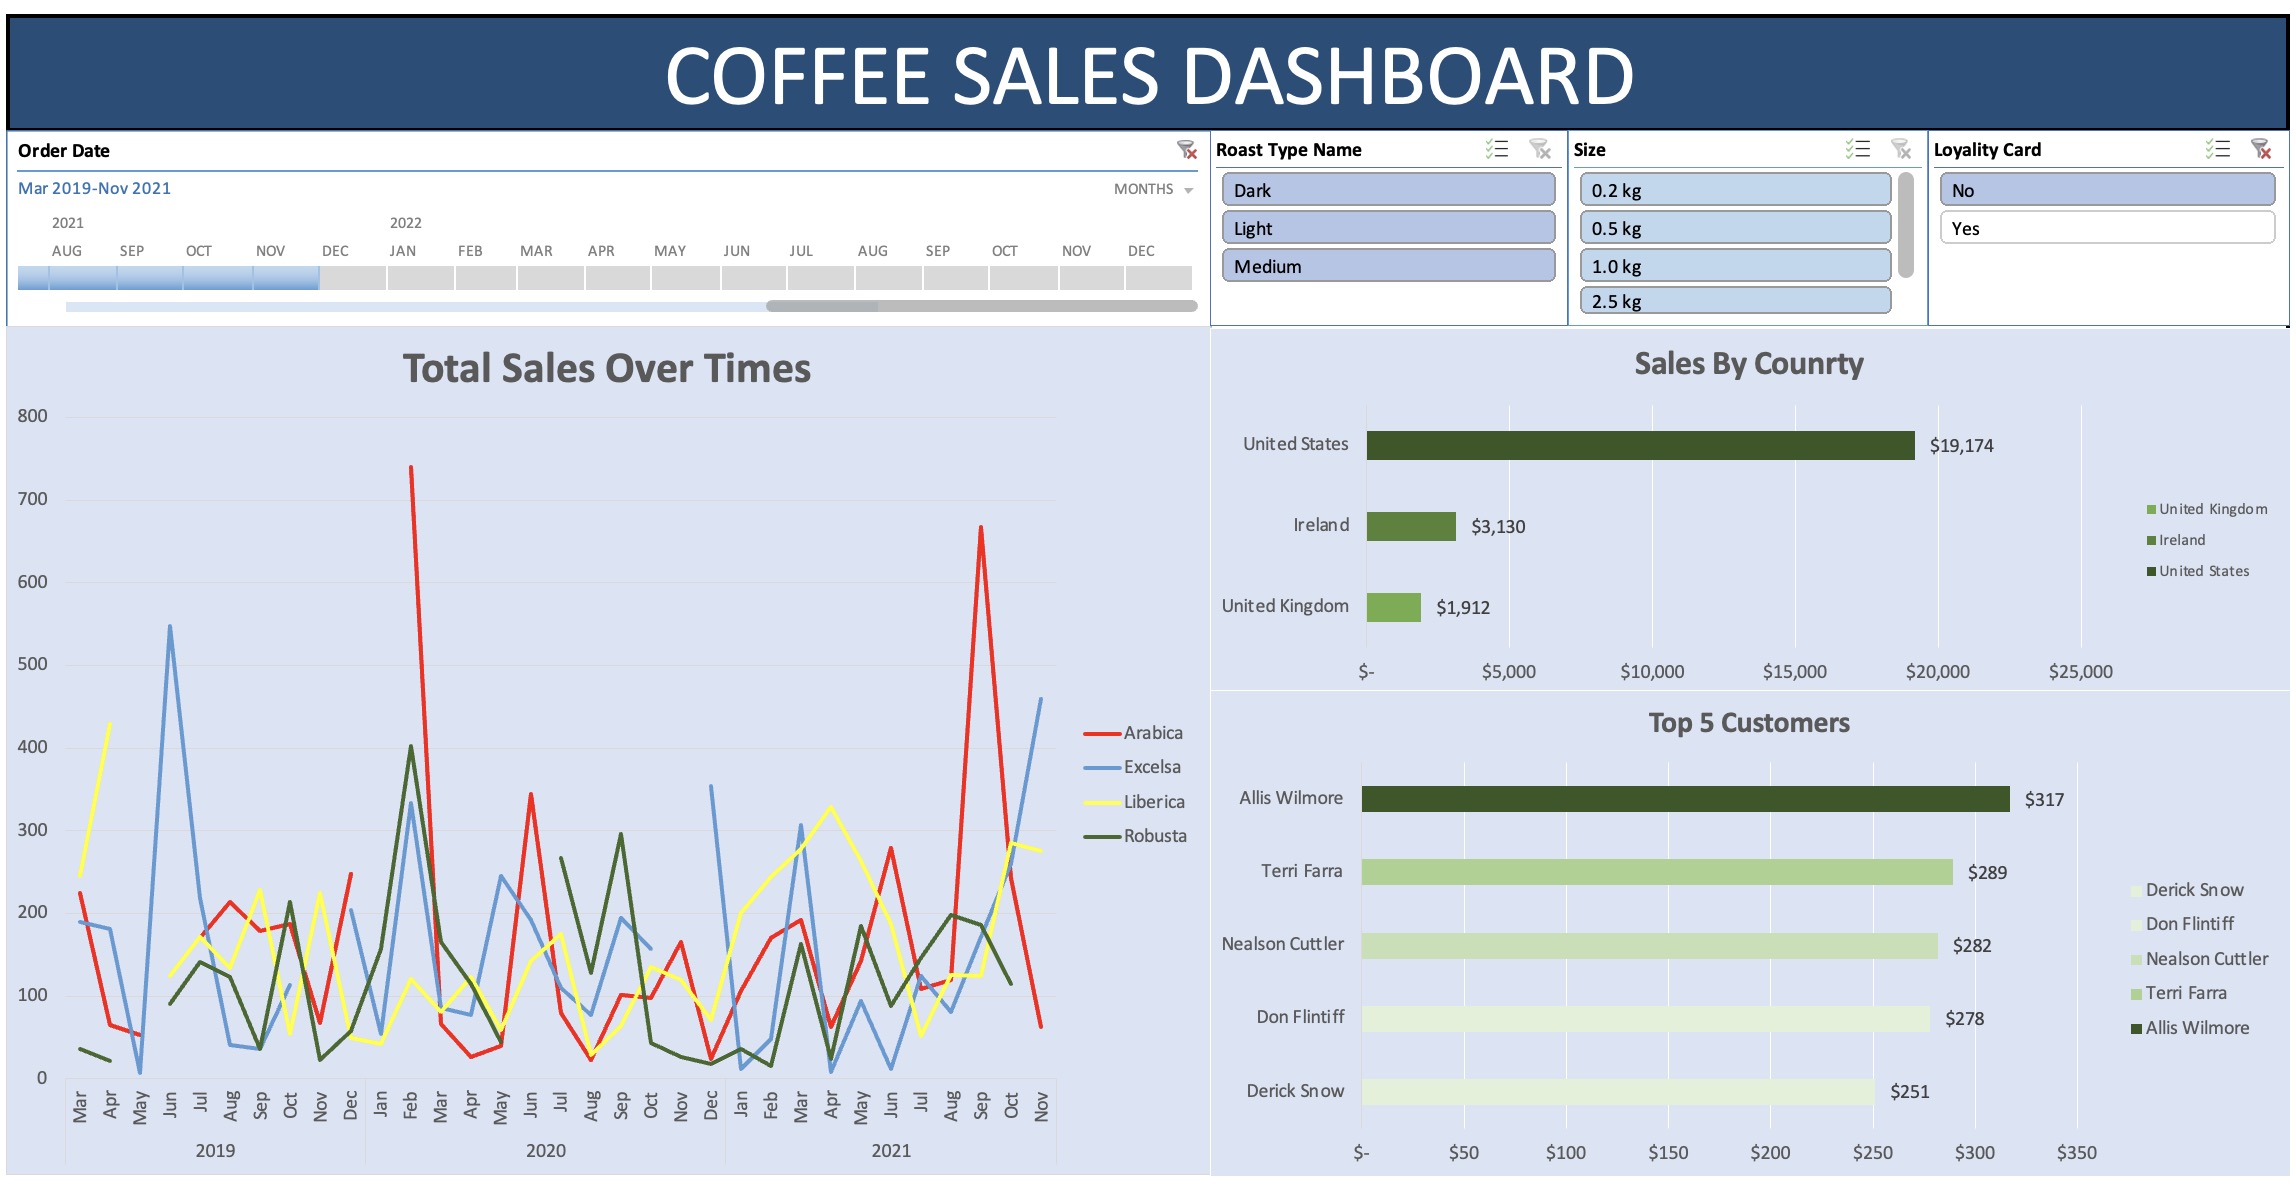 COFFEE SALES DASHBOARD
Order Date
Mar 2019-Nov 2021
MONTHS
2021 2022
AUG SEP OCT NOV DEC JAN FEB MAR APR MAY JUN JUL AUG SEP OCT NOV DEC
Roast Type Name
Dark
Light
Medium
Size
0.2 kg
0.5 kg
1.0 kg
2.5 kg
Loyality Card
No
Yes
Total Sales Over Times
800
700
600
500
400
300
200
100
0
Mar Apr May Jun Jul Aug Sep Oct Nov Dec Jan Feb Mar Apr May Jun Jul Aug Sep Oct Nov Dec Jan Feb Mar Apr May Jun Jul Aug Sep Oct Nov
2019 2020 2021
Arabica
Excelsa
Liberica
Robusta
Sales By Counrty
United States $19,174
Ireland $3,130
United Kingdom $1,912
$- $5,000 $10,000 $15,000 $20,000 $25,000
United Kingdom
Ireland
United States
Top 5 Customers
Allis Wilmore $317
Terri Farra $289
Nealson Cuttler $282
Don Flintiff $278
Derick Snow $251
$- $50 $100 $150 $200 $250 $300 $350
Derick Snow
Don Flintiff
Nealson Cuttler
Terri Farra
Allis Wilmore